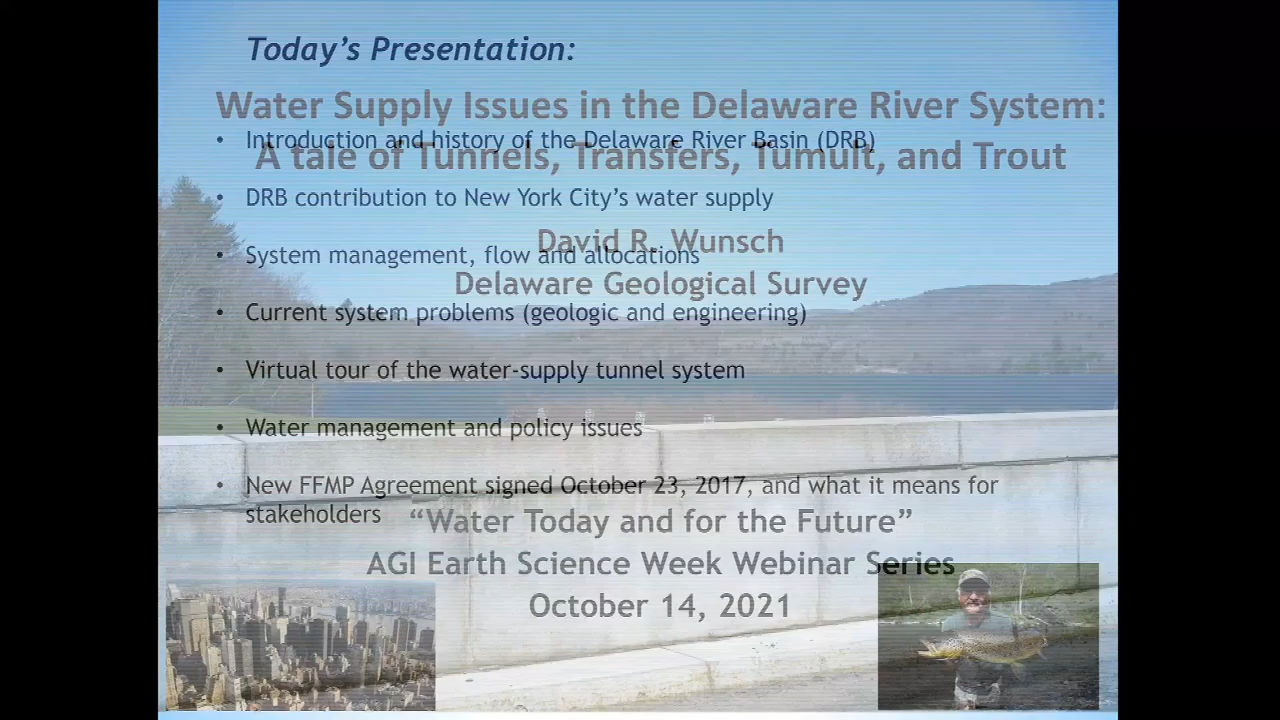 Today's Presentation:
Water Supply Issues in the Delaware River System:
• Introduction and history of the Delaware River Basin (DRB)
A tale of Tunnels, Transfers, Tumult, and Trout
• DRB contribution to New York City's water supply
David R. Wunsch
• System management, flow and allocations
Delaware Geological Survey
• Current system problems (geologic and engineering)
• Virtual tour of the water-supply tunnel system
• Water management and policy issues
• New FFMP Agreement signed October 23, 2017, and what it means for
stakeholders
“Water Today and for the Future”
AGI Earth Science Week Webinar Series
October 14, 2021